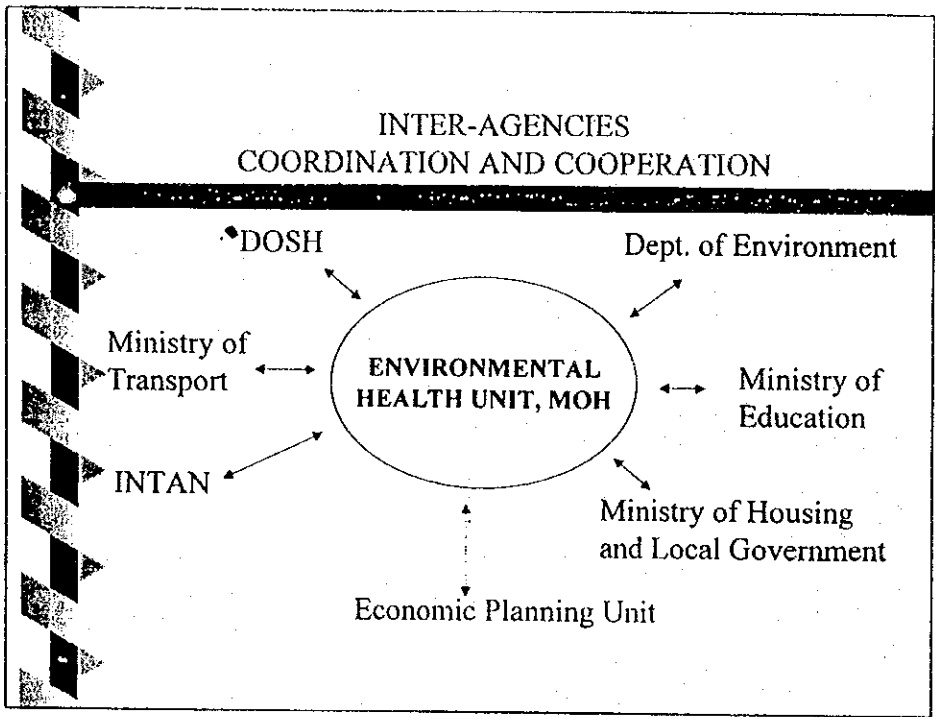 INTER-AGENCIES
COORDINATION AND COOPERATION
DOSH
Dept. of Environment
Ministry of
Transport
ENVIRONMENTAL
HEALTH UNIT, MOH
Ministry of
Education
INTAN
Ministry of Housing
and Local Government
Economic Planning Unit